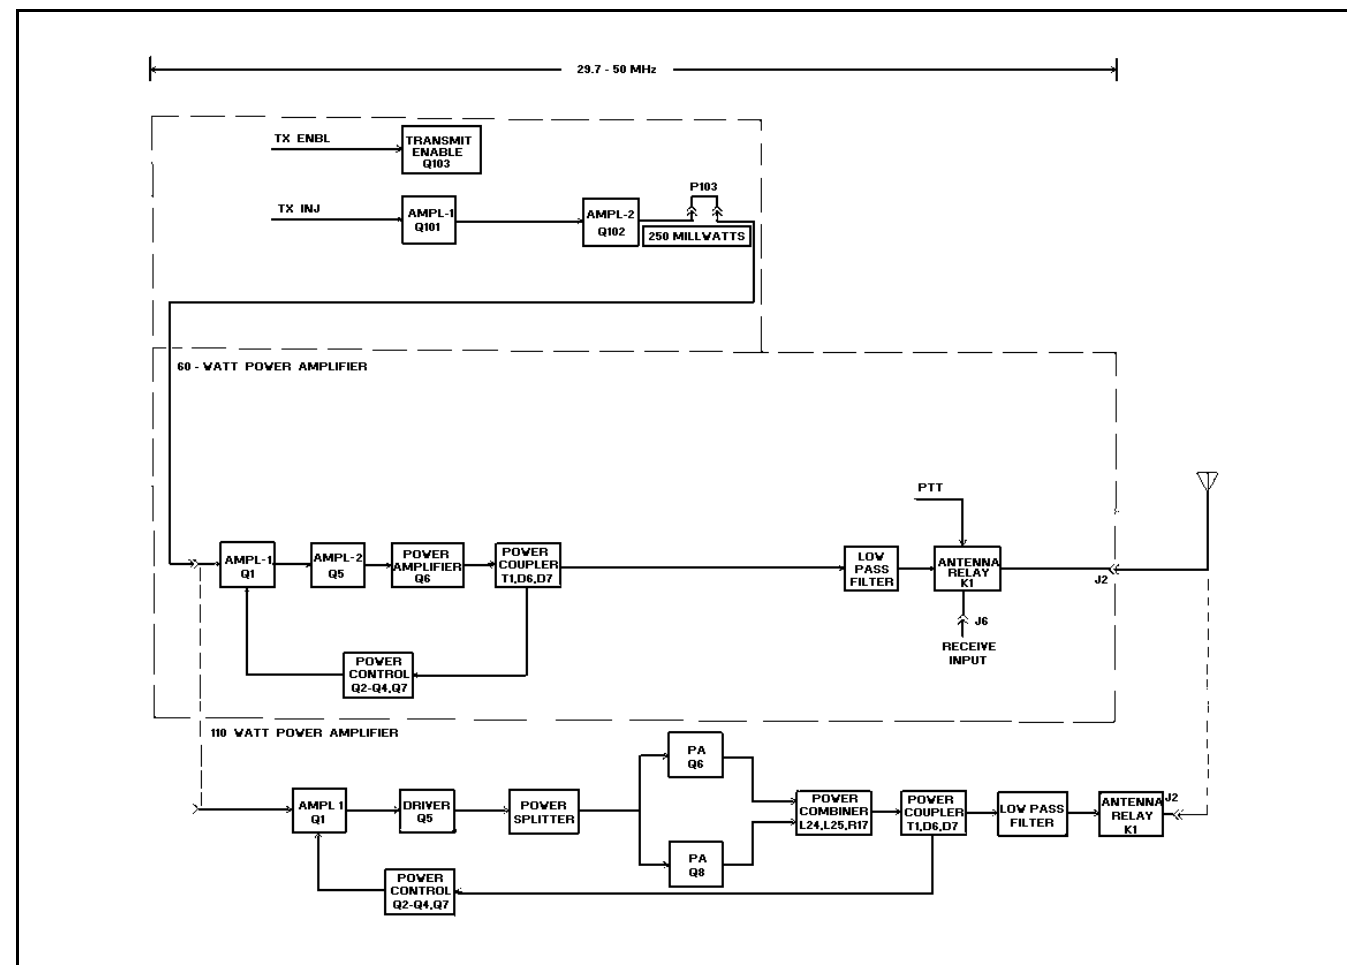 29.7 - 50 MHz
TX ENBL
TRANSMIT
ENABLE
Q103
P103
TX INJ
AMPL-1
Q101
AMPL-2
Q102
250 MILLWATTS
60 - WATT POWER AMPLIFIER
PTT
AMPL-1
Q1
AMPL-2
Q5
POWER
AMPLIFIER
Q6
POWER
COUPLER
T1,D6,D7
LOW
PASS
FILTER
ANTENNA
RELAY
K1
J2
J6
RECEIVE
INPUT
POWER
CONTROL
Q2-Q4,Q7
110 WATT POWER AMPLIFIER
PA
Q6
AMPL 1
Q1
DRIVER
Q5
POWER
SPLITTER
POWER
COMBINER
L24,L25,R17
POWER
COUPLER
T1,D6,D7
LOW PASS
FILTER
ANTENNA
RELAY
K1
J2
PA
Q8
POWER
CONTROL
Q2-Q4,Q7